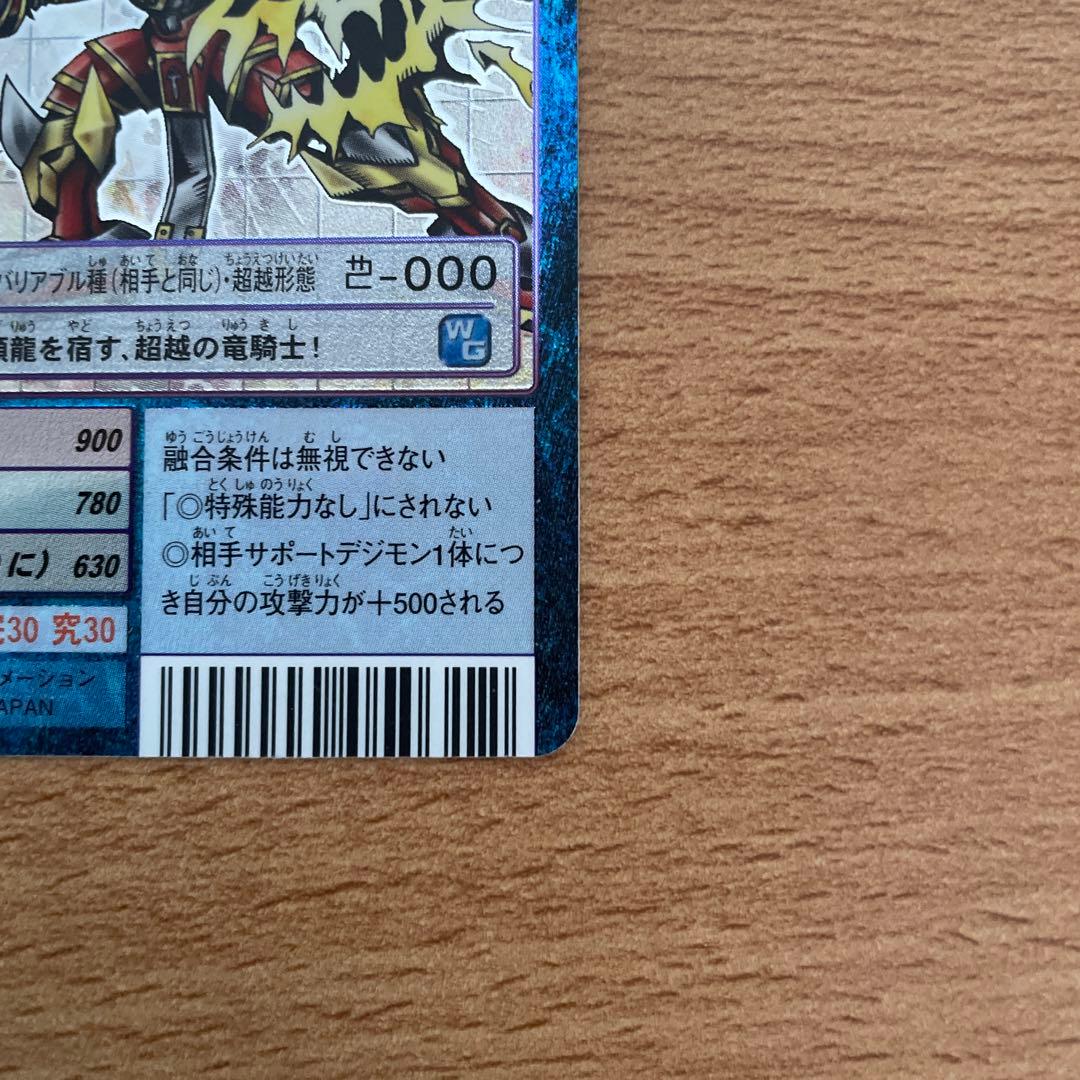 バリアブル種(相手と同じ)・超越形態 世-000
龍を宿す、超越の竜騎士!
WG
900
780
に) 630
30 究30
メーション
APAN
融合条件は無視できない
「◎特殊能力なし」にされない
◎相手サポートデジモン1体につ
き自分の攻撃力が+500される